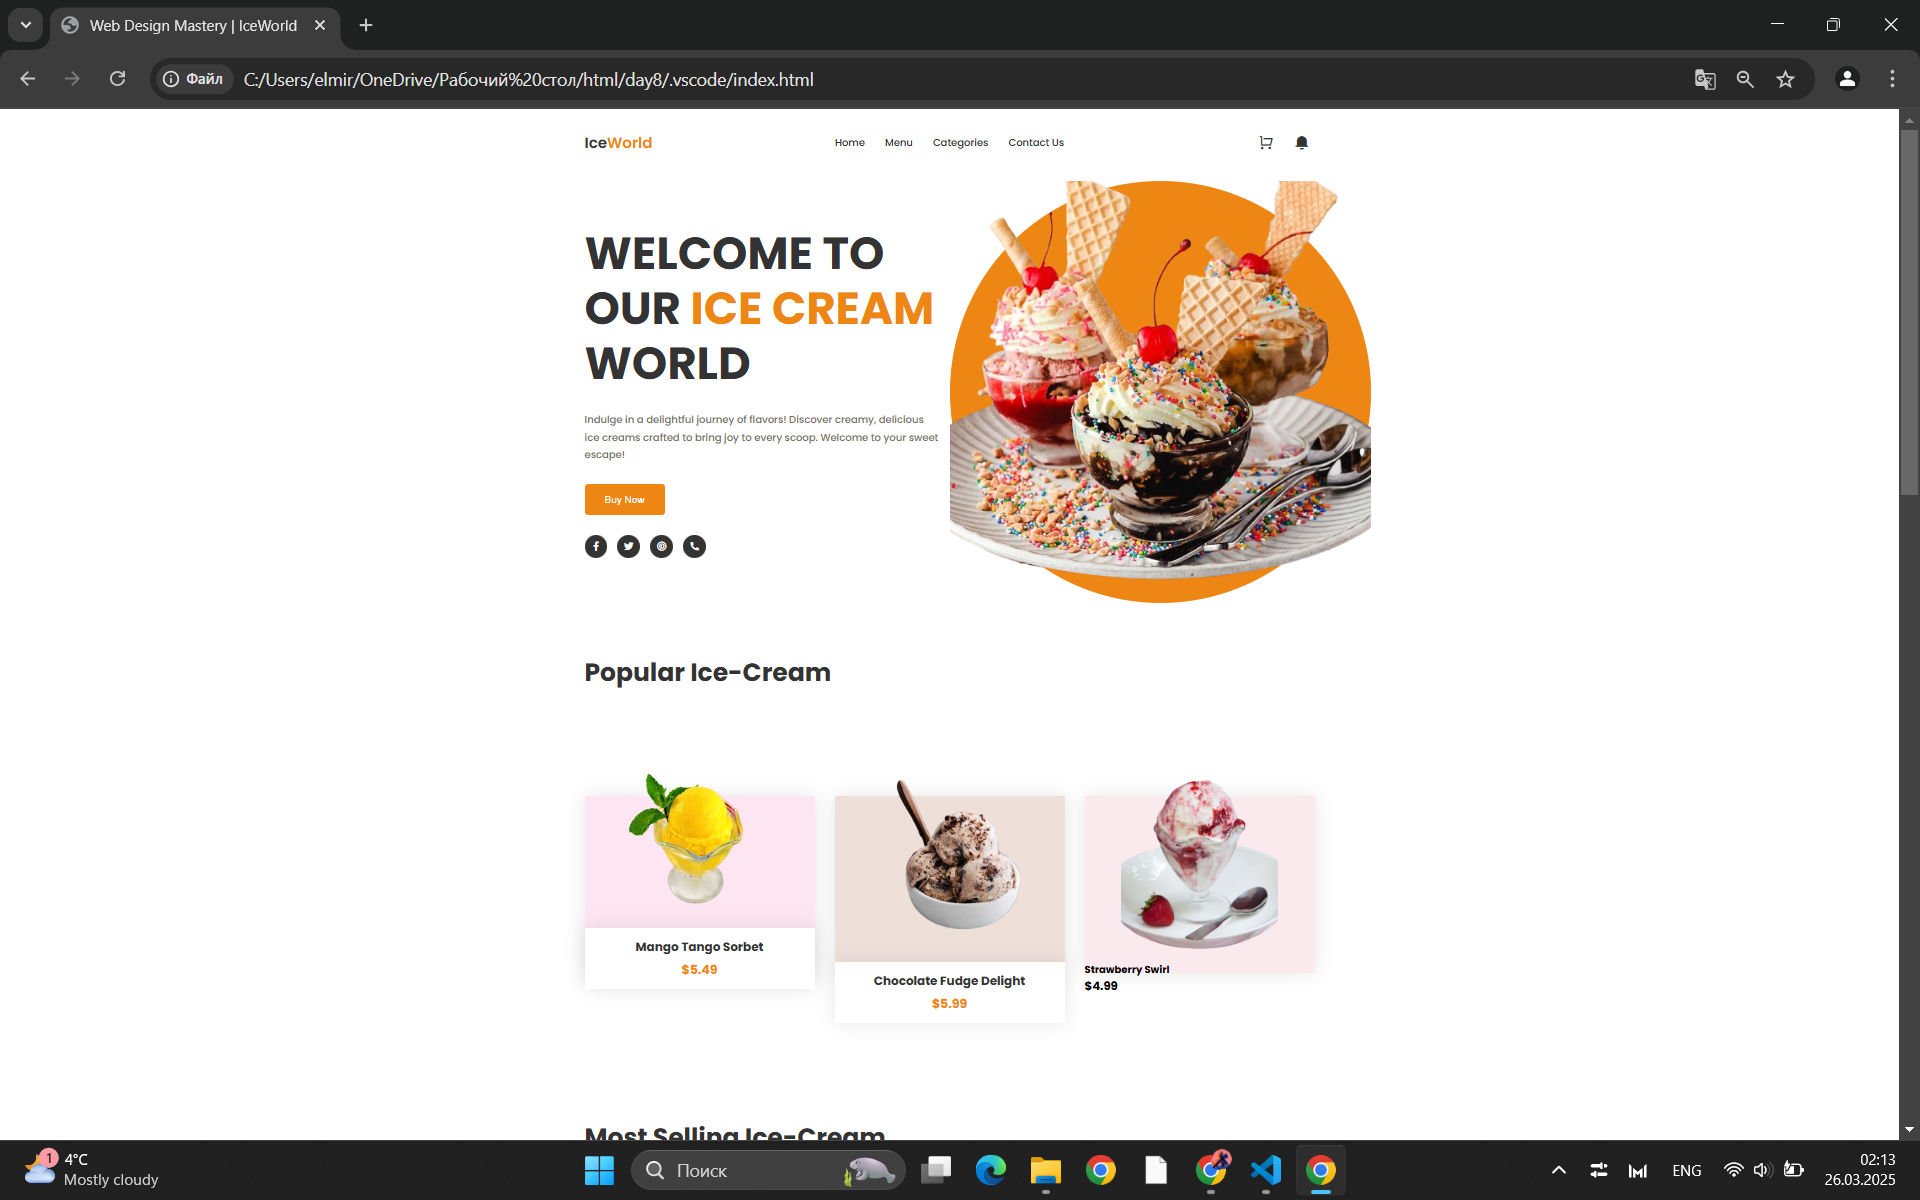 Web Design Mastery | IceWorld
Файл
C:/Users/elmir/OneDrive/Рабочий%20стол/html/day8/.vscode/index.html
IceWorld
Home
Menu
Categories
Contact Us
WELCOME TO
OUR ICE CREAM
WORLD
Indulge in a delightful journey of flavors! Discover creamy, delicious
ice creams crafted to bring joy to every scoop. Welcome to your sweet
escape!
Buy Now
Popular Ice-Cream
Mango Tango Sorbet
$5.49
Chocolate Fudge Delight
$5.99
Strawberry Swirl
$4.99
Most Selling Ice-Cream
1
4°C
Mostly cloudy
Поиск
ENG
02:13
26.03.2025